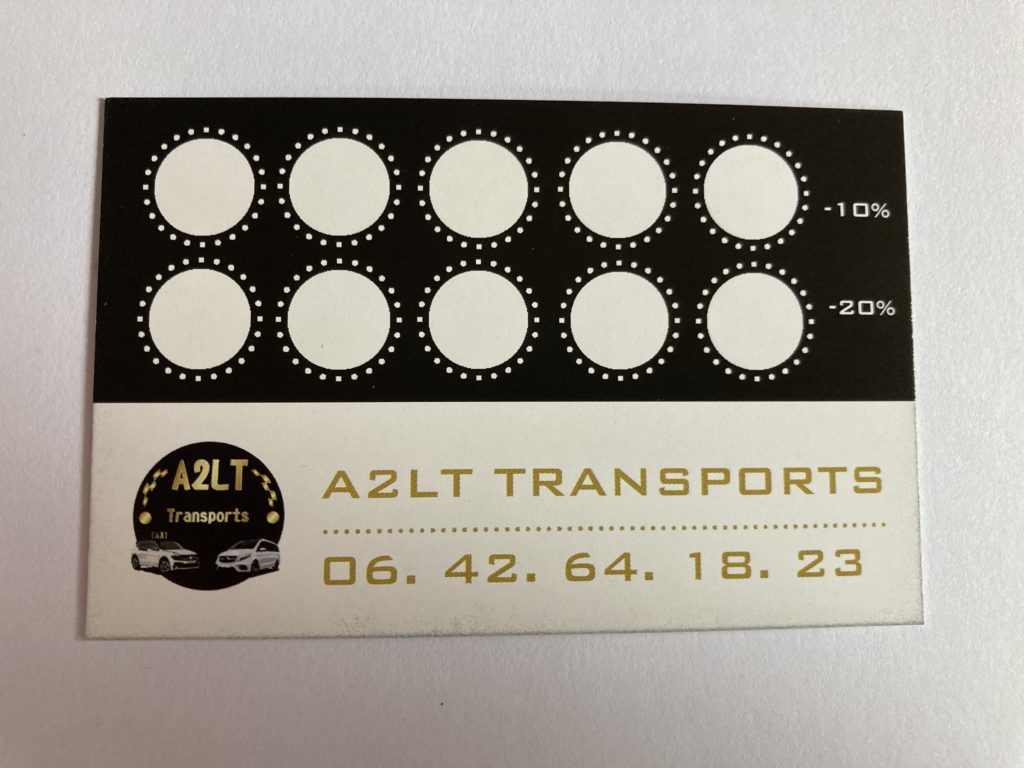 -10%
-20%
A2LT
Transports
TAXI
A2LT TRANSPORTS
06. 42. 64. 18. 23